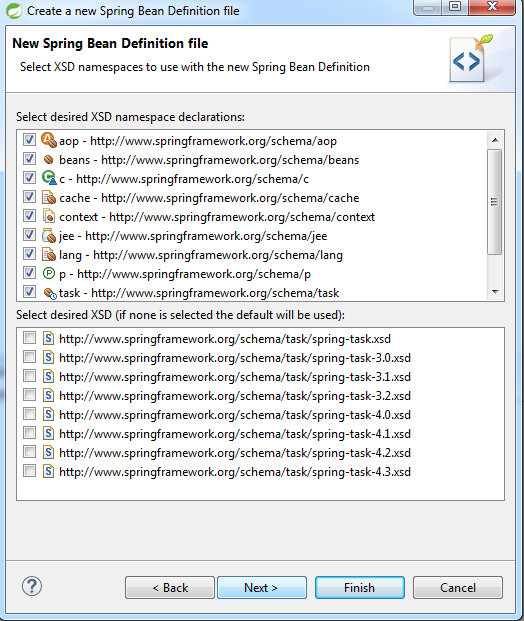 Create a new Spring Bean Definition file
New Spring Bean Definition file
Select XSD namespaces to use with the new Spring Bean Definition
Select desired XSD namespace declarations:
aop - http://www.springframework.org/schema/aop
beans - http://www.springframework.org/schema/beans
c - http://www.springframework.org/schema/c
cache - http://www.springframework.org/schema/cache
context - http://www.springframework.org/schema/context
jee - http://www.springframework.org/schema/jee
lang - http://www.springframework.org/schema/lang
p - http://www.springframework.org/schema/p
task - http://www.springframework.org/schema/task
Select desired XSD (if none is selected the default will be used):
http://www.springframework.org/schema/task/spring-task.xsd
http://www.springframework.org/schema/task/spring-task-3.0.xsd
http://www.springframework.org/schema/task/spring-task-3.1.xsd
http://www.springframework.org/schema/task/spring-task-3.2.xsd
http://www.springframework.org/schema/task/spring-task-4.0.xsd
http://www.springframework.org/schema/task/spring-task-4.1.xsd
http://www.springframework.org/schema/task/spring-task-4.2.xsd
http://www.springframework.org/schema/task/spring-task-4.3.xsd
? < Back Next > Finish Cancel